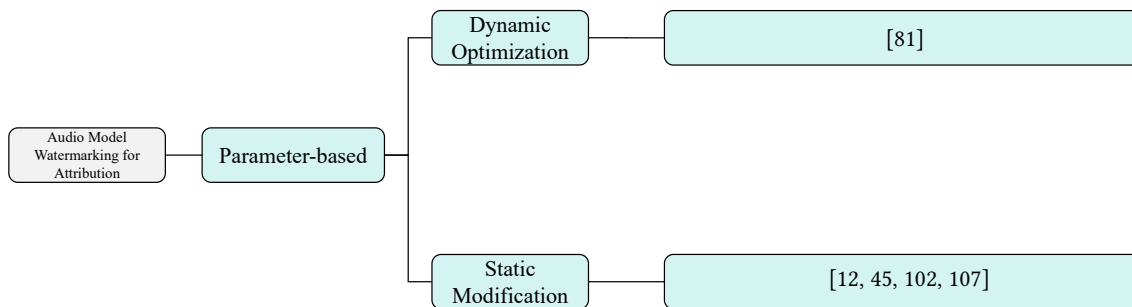 Dynamic
Optimization
[81]
Audio Model
Watermarking for
Attribution
Parameter-based
Static
Modification
[12, 45, 102, 107]